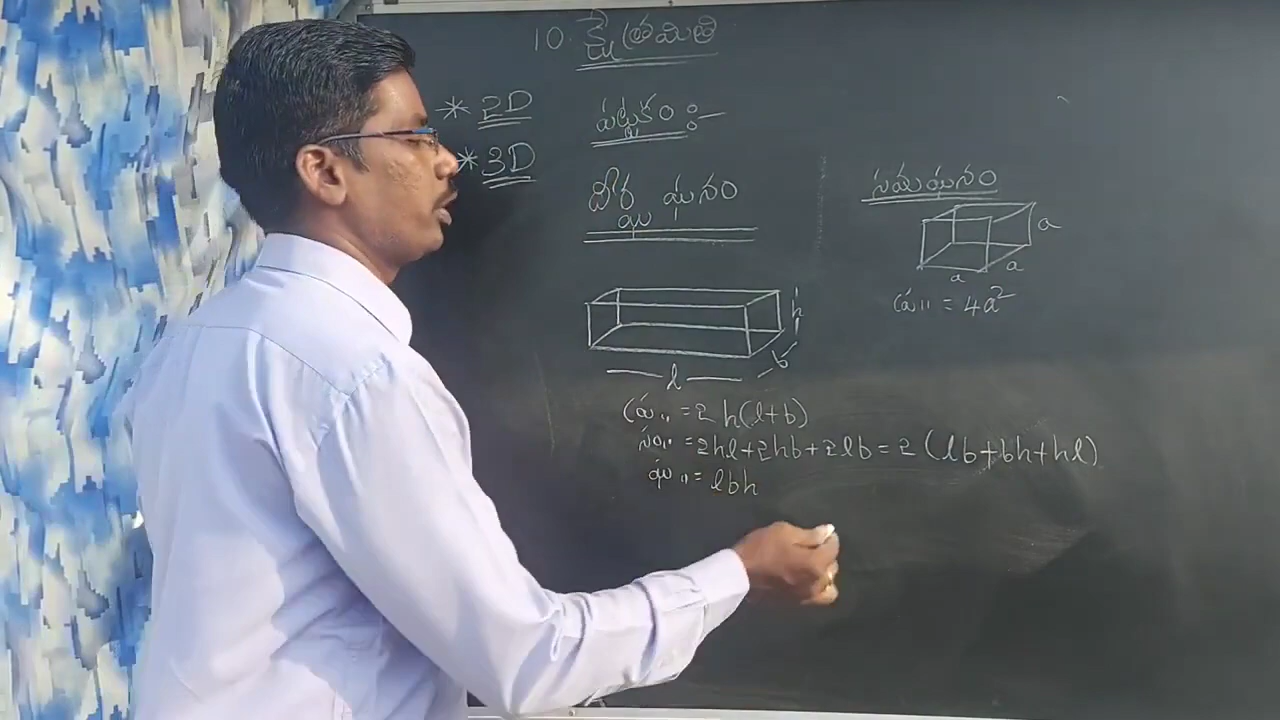 10. క్షేత్రమితి
* 2D
* 3D
పట్టకం :-
దీర్ఘ ఘనం
h
b
l
ప్ర॥ = 2h(l+b)
సం॥ = 2hl+2hb+2lb = 2(lb+bh+hl)
ఘ॥ = lbh
సమఘనం
a
a
a
ప్ర॥ = 4a²